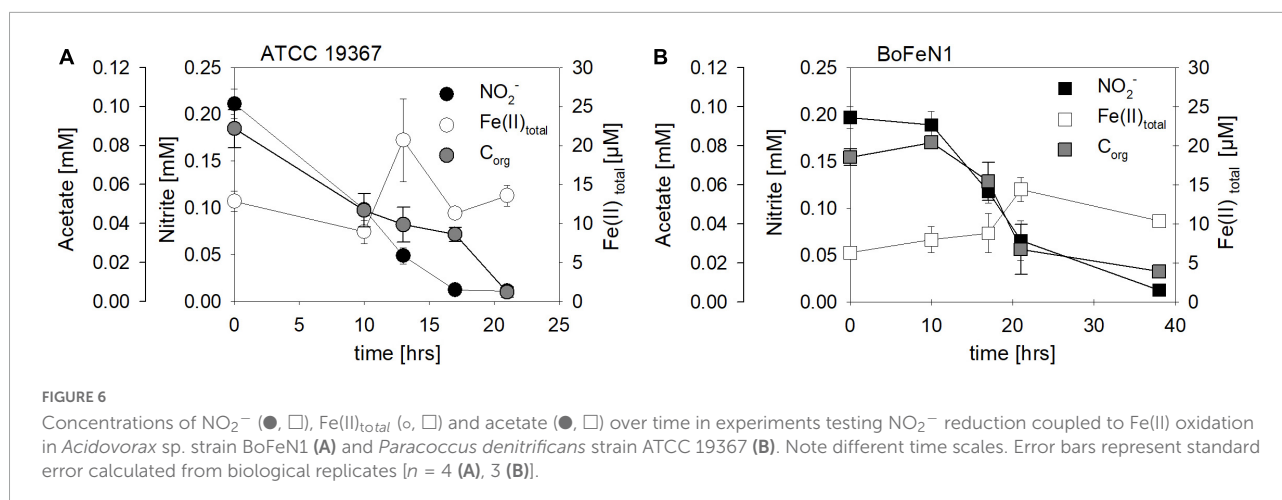 A
ATCC 19367
Acetate [mM]
0.12
0.10
0.08
0.06
0.04
0.02
0.00
Nitrite [mM]
0.25
0.20
0.15
0.10
0.05
0.00
NO2-
Fe(II)total
Corg
30
25
20
15
10
5
0
Fe(II)total [µM]
0 5 10 15 20 25
time [hrs]
B
BoFeN1
Acetate [mM]
0.12
0.10
0.08
0.06
0.04
0.02
0.00
Nitrite [mM]
0.25
0.20
0.15
0.10
0.05
0.00
NO2-
Fe(II)total
Corg
30
25
20
15
10
5
0
Fe(II) total [µM]
0 10 20 30 40
time [hrs]
FIGURE 6
Concentrations of NO2− (●, □), Fe(II)total (○, □) and acetate (●, □) over time in experiments testing NO2− reduction coupled to Fe(II) oxidation
in Acidovorax sp. strain BoFeN1 (A) and Paracoccus denitrificans strain ATCC 19367 (B). Note different time scales. Error bars represent standard
error calculated from biological replicates [n = 4 (A), 3 (B)].